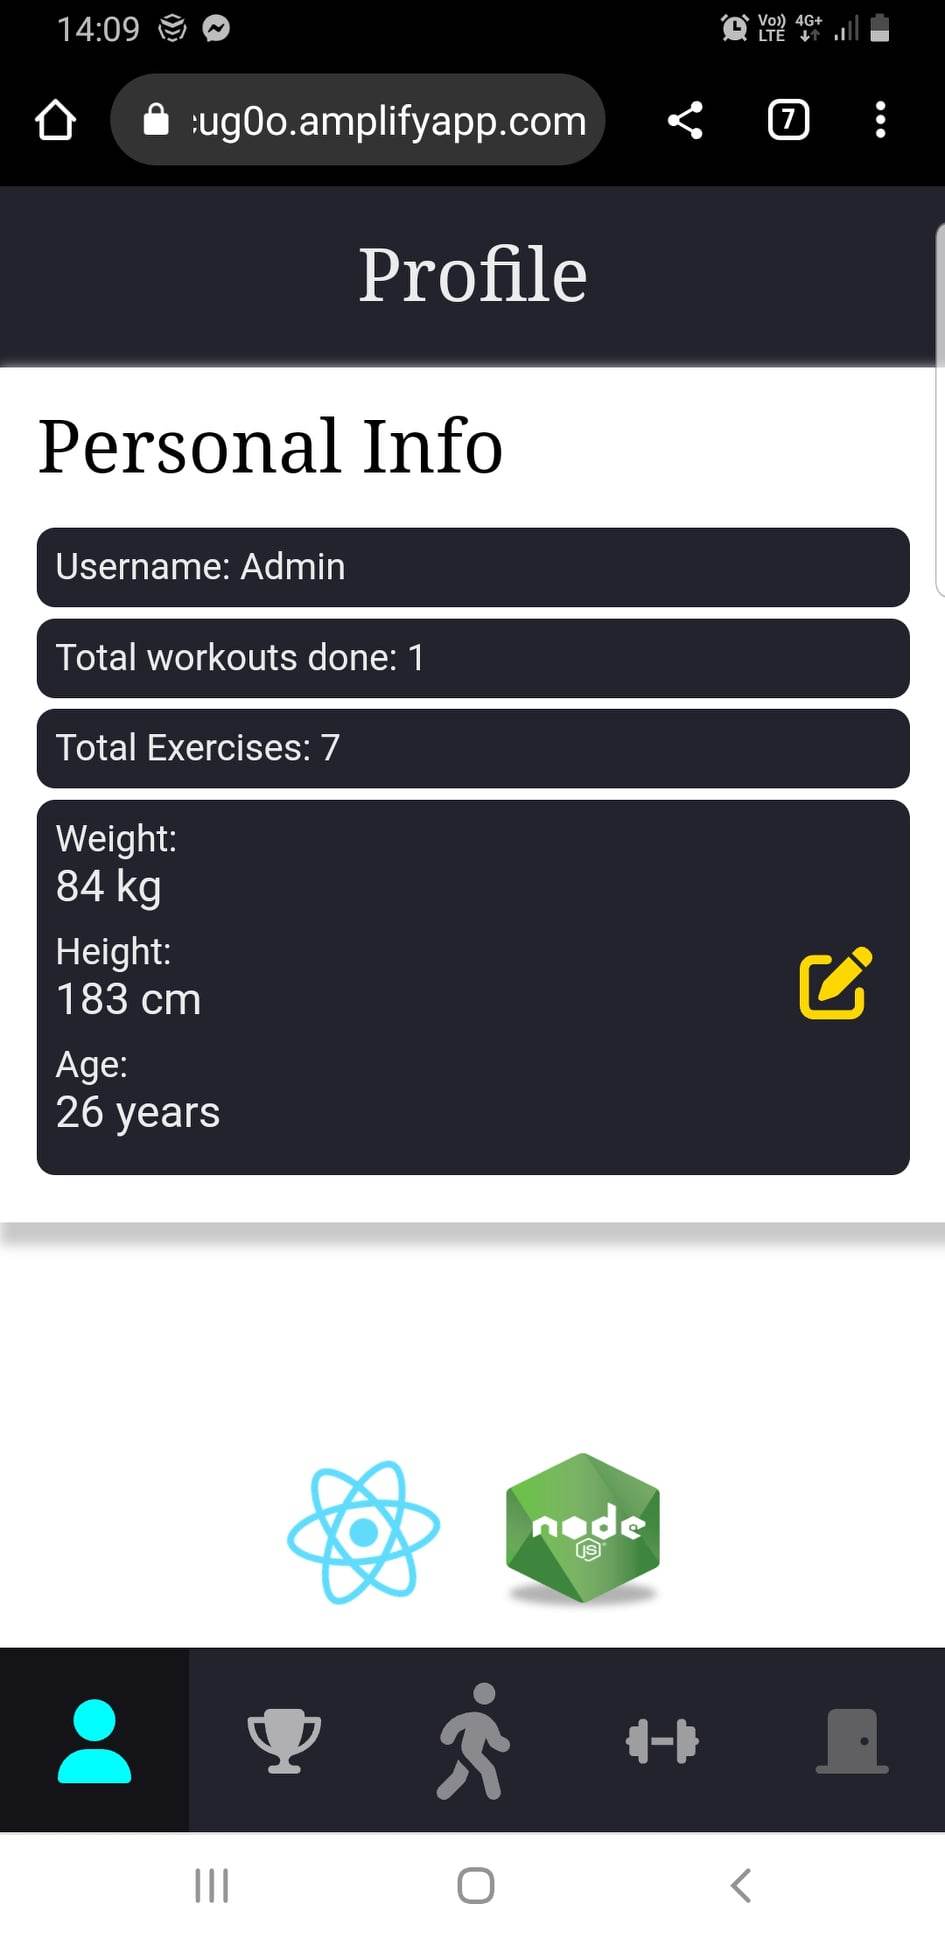 14:09
Vo)) 4G+
LTE
:ug0o.amplifyapp.com
7
Profile
Personal Info
Username: Admin
Total workouts done: 1
Total Exercises: 7
Weight:
84 kg
Height:
183 cm
Age:
26 years
node
JS